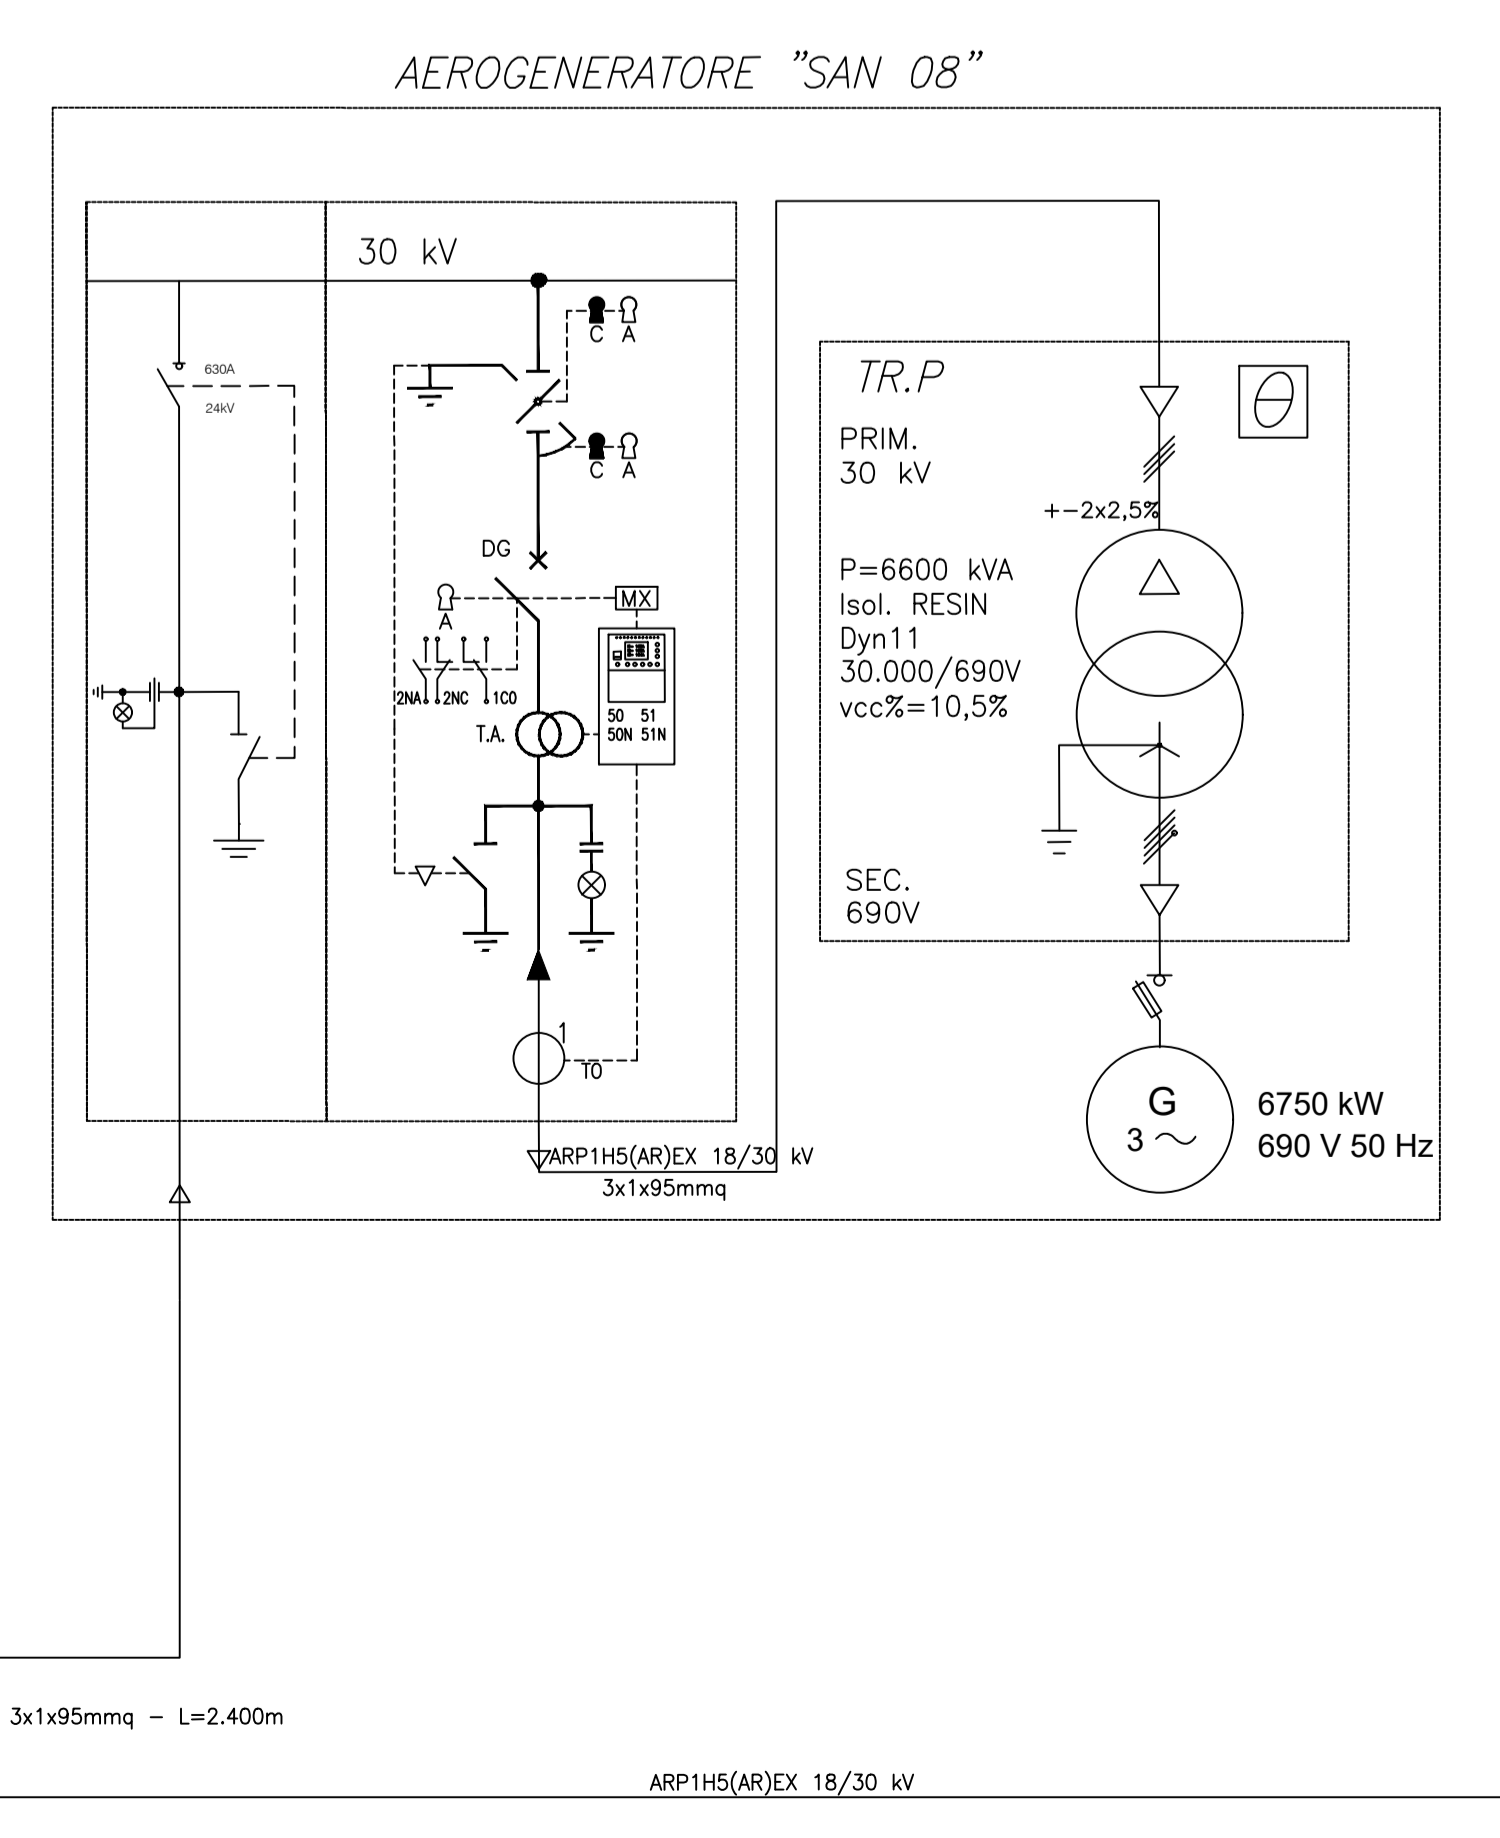 AEROGENERATORE "SAN 08"
30 kV
630A
24kV
C A
C A
DG
A
MX
2NA 2NC 1CO
T.A.
50 51
50N 51N
1
TO
ARP1H5(AR)EX 18/30 kV
3x1x95mmq
TR.P
PRIM.
30 kV
+-2x2,5%
P=6600 kVA
Isol. RESIN
Dyn11
30.000/690V
vcc%=10,5%
SEC.
690V
G
3
6750 kW
690 V 50 Hz
3x1x95mmq - L=2.400m
ARP1H5(AR)EX 18/30 kV